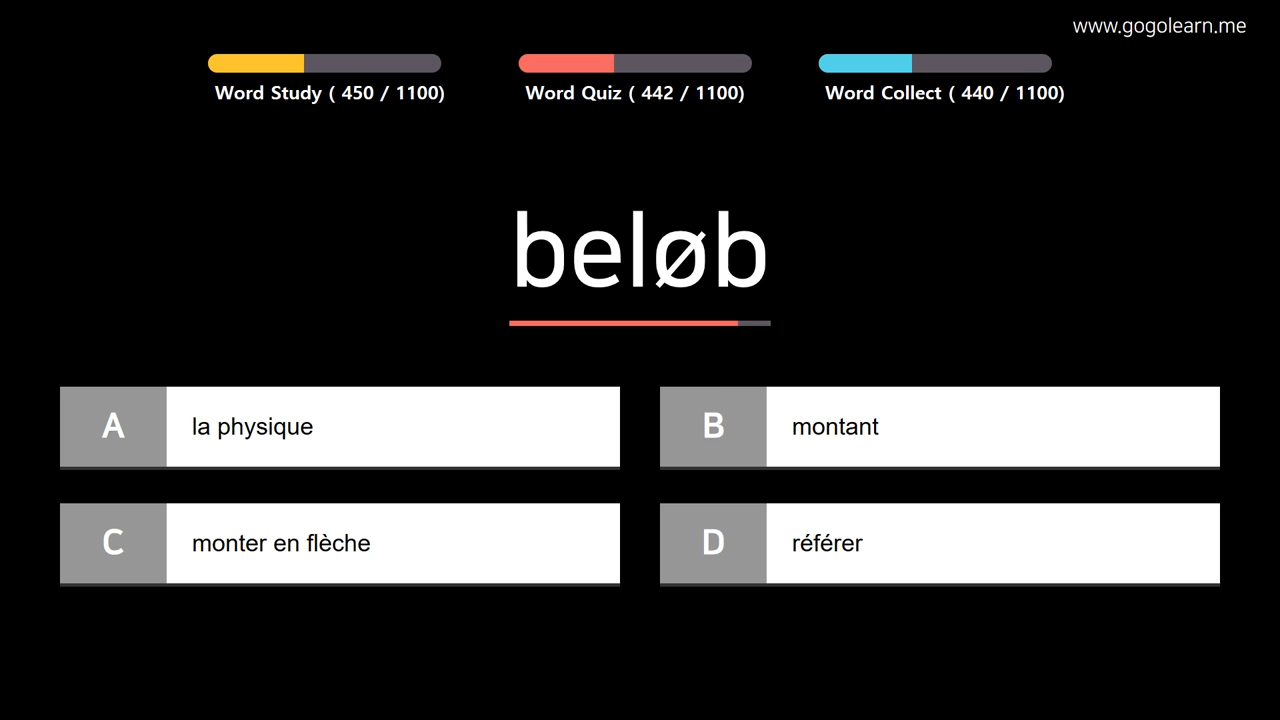 www.gogolearn.me
Word Study ( 450 / 1100)
Word Quiz ( 442 / 1100)
Word Collect ( 440 / 1100)
beløb
A
la physique
B
montant
C
monter en flèche
D
référer